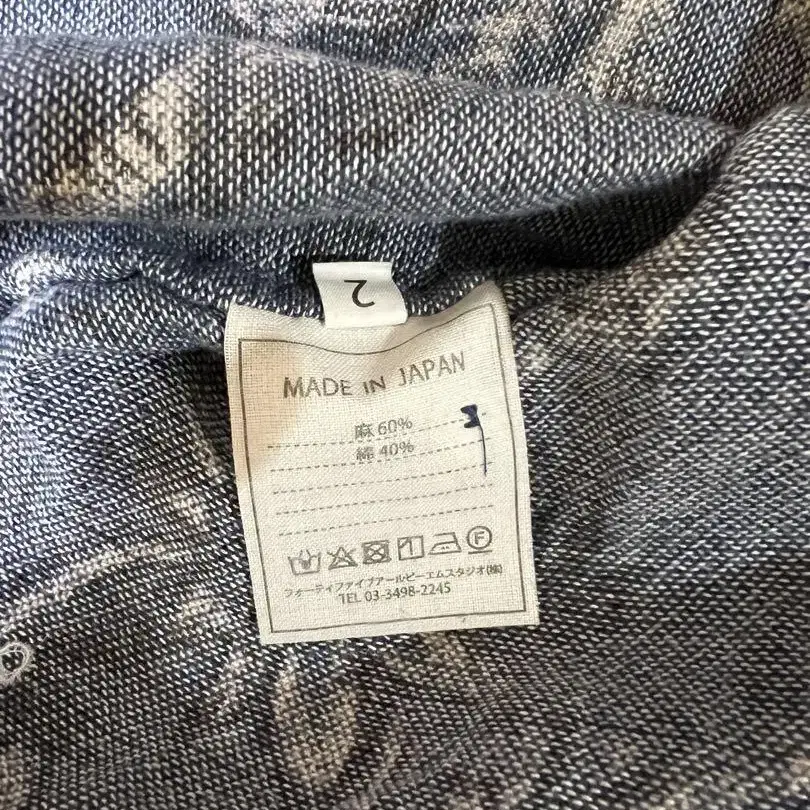 2
MADE IN JAPAN
麻 60%
綿 40%
F
フォーティファイブアールピーエムスタジオ(株)
TEL 03-3498-2245